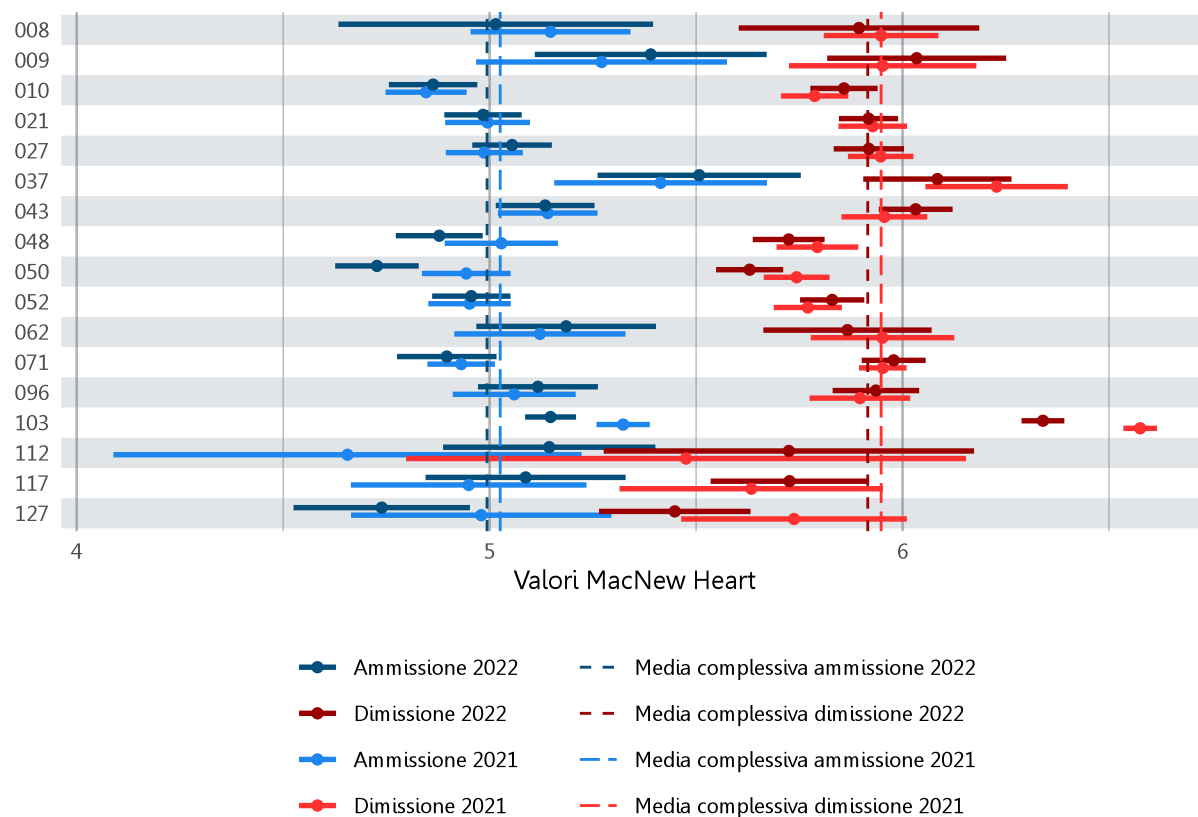 008
009
010
021
027
037
043
048
050
052
062
071
096
103
112
117
127
4 5 6
Valori MacNew Heart
Ammissione 2022 Media complessiva ammissione 2022
Dimissione 2022 Media complessiva dimissione 2022
Ammissione 2021 Media complessiva ammissione 2021
Dimissione 2021 Media complessiva dimissione 2021